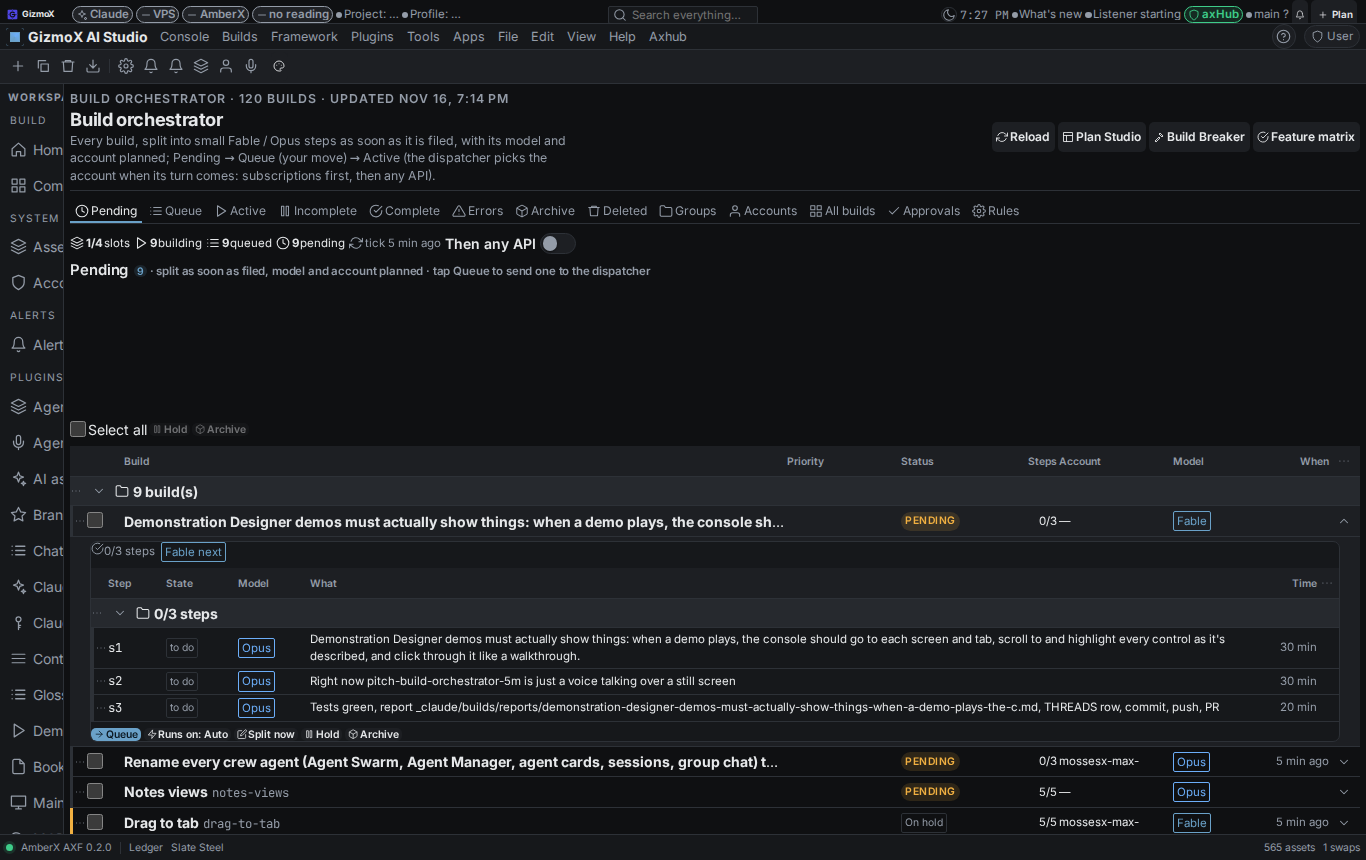 GizmoX Claude VPS AmberX no reading Project: ... Profile: ... Search everything... 7:27 PM What's new Listener starting axHub main ? Plan
GizmoX AI Studio Console Builds Framework Plugins Tools Apps File Edit View Help Axhub User
WORKSPA
BUILD
Hom
Com
SYSTEM
Asse
Acco
ALERTS
Alert
PLUGINS
Agen
Agen
AI as
Bran
Chat
Clau
Clau
Cont
Glos
Dem
Book
Main
BUILD ORCHESTRATOR · 120 BUILDS · UPDATED NOV 16, 7:14 PM
Build orchestrator
Every build, split into small Fable / Opus steps as soon as it is filed, with its model and
account planned; Pending → Queue (your move) → Active (the dispatcher picks the
account when its turn comes: subscriptions first, then any API).
Reload Plan Studio Build Breaker Feature matrix
Pending Queue Active Incomplete Complete Errors Archive Deleted Groups Accounts All builds Approvals Rules
1/4 slots 9 building 9 queued 9 pending tick 5 min ago Then any API
Pending 9 · split as soon as filed, model and account planned · tap Queue to send one to the dispatcher
Select all Hold Archive
Build Priority Status Steps Account Model When ···
9 build(s)
Demonstration Designer demos must actually show things: when a demo plays, the console sh... PENDING 0/3 — Fable
0/3 steps Fable next
Step State Model What Time ···
0/3 steps
s1 to do Opus Demonstration Designer demos must actually show things: when a demo plays, the console should go to each screen and tab, scroll to and highlight every control as it's 30 min
described, and click through it like a walkthrough.
s2 to do Opus Right now pitch-build-orchestrator-5m is just a voice talking over a still screen 30 min
s3 to do Opus Tests green, report _claude/builds/reports/demonstration-designer-demos-must-actually-show-things-when-a-demo-plays-the-c.md, THREADS row, commit, push, PR 20 min
Queue Runs on: Auto Split now Hold Archive
Rename every crew agent (Agent Swarm, Agent Manager, agent cards, sessions, group chat) t... PENDING 0/3 mossesx-max- Opus 5 min ago
Notes views notes-views PENDING 5/5 — Opus
Drag to tab drag-to-tab On hold 5/5 mossesx-max- Fable 5 min ago
AmberX AXF 0.2.0 Ledger Slate Steel 565 assets 1 swaps